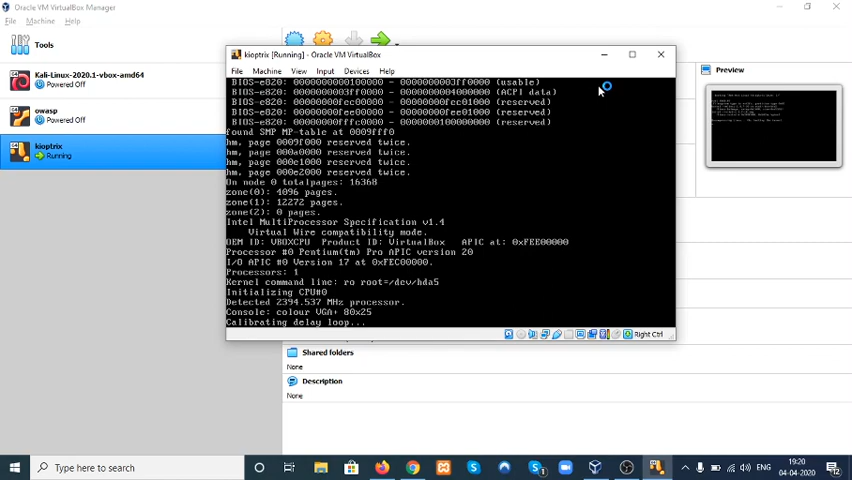 Oracle VM VirtualBox Manager
File Machine Help
Tools
Kali-Linux-2020.1-vbox-amd64
Powered Off
owasp
Powered Off
kioptrix
Running
kioptrix [Running] - Oracle VM VirtualBox
File Machine View Input Devices Help
BIOS-e820: 0000000000100000 - 0000000003ff0000 (usable)
BIOS-e820: 0000000003ff0000 - 0000000004000000 (ACPI data)
BIOS-e820: 00000000fec00000 - 00000000fec01000 (reserved)
BIOS-e820: 00000000fee00000 - 00000000fee01000 (reserved)
BIOS-e820: 00000000fffc0000 - 0000000100000000 (reserved)
found SMP MP-table at 0009fff0
hm, page 0009f000 reserved twice.
hm, page 000a0000 reserved twice.
hm, page 000e1000 reserved twice.
hm, page 000e2000 reserved twice.
On node 0 totalpages: 16368
zone(0): 4096 pages.
zone(1): 12272 pages.
zone(2): 0 pages.
Intel MultiProcessor Specification v1.4
Virtual Wire compatibility mode.
OEM ID: VBOXCPU Product ID: VirtualBox APIC at: 0xFEE00000
Processor #0 Pentium(tm) Pro APIC version 20
I/O APIC #0 Version 17 at 0xFEC00000.
Processors: 1
Kernel command line: ro root=/dev/hda5
Initializing CPU#0
Detected 2394.537 MHz processor.
Console: colour VGA+ 80x25
Calibrating delay loop...
Right Ctrl
Preview
Shared folders
None
Description
None
Type here to search
ENG
19:20
04-04-2020
12